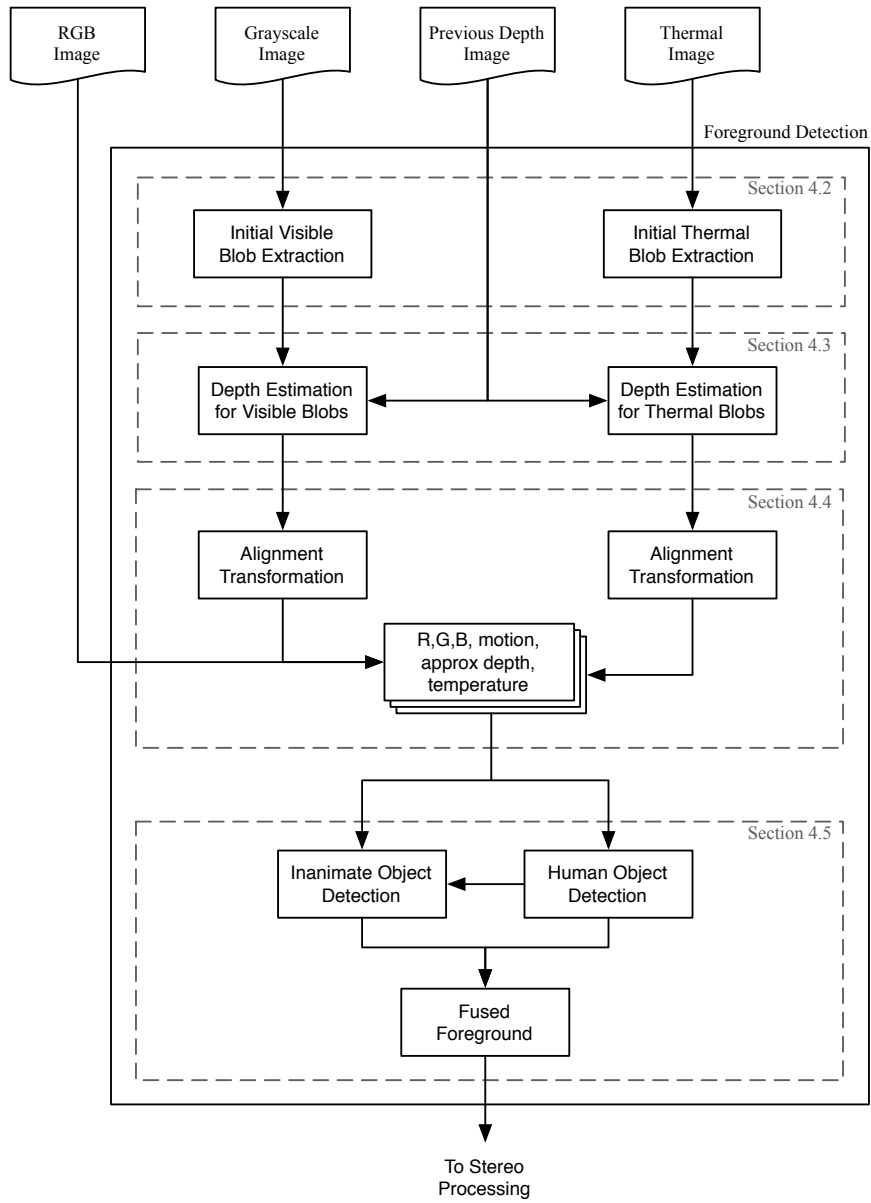 RGB
Image
Grayscale
Image
Previous Depth
Image
Thermal
Image
Foreground Detection
Section 4.2
Initial Visible
Blob Extraction
Initial Thermal
Blob Extraction
Section 4.3
Depth Estimation
for Visible Blobs
Depth Estimation
for Thermal Blobs
Section 4.4
Alignment
Transformation
Alignment
Transformation
R,G,B, motion,
approx depth,
temperature
Section 4.5
Inanimate Object
Detection
Human Object
Detection
Fused
Foreground
To Stereo
Processing